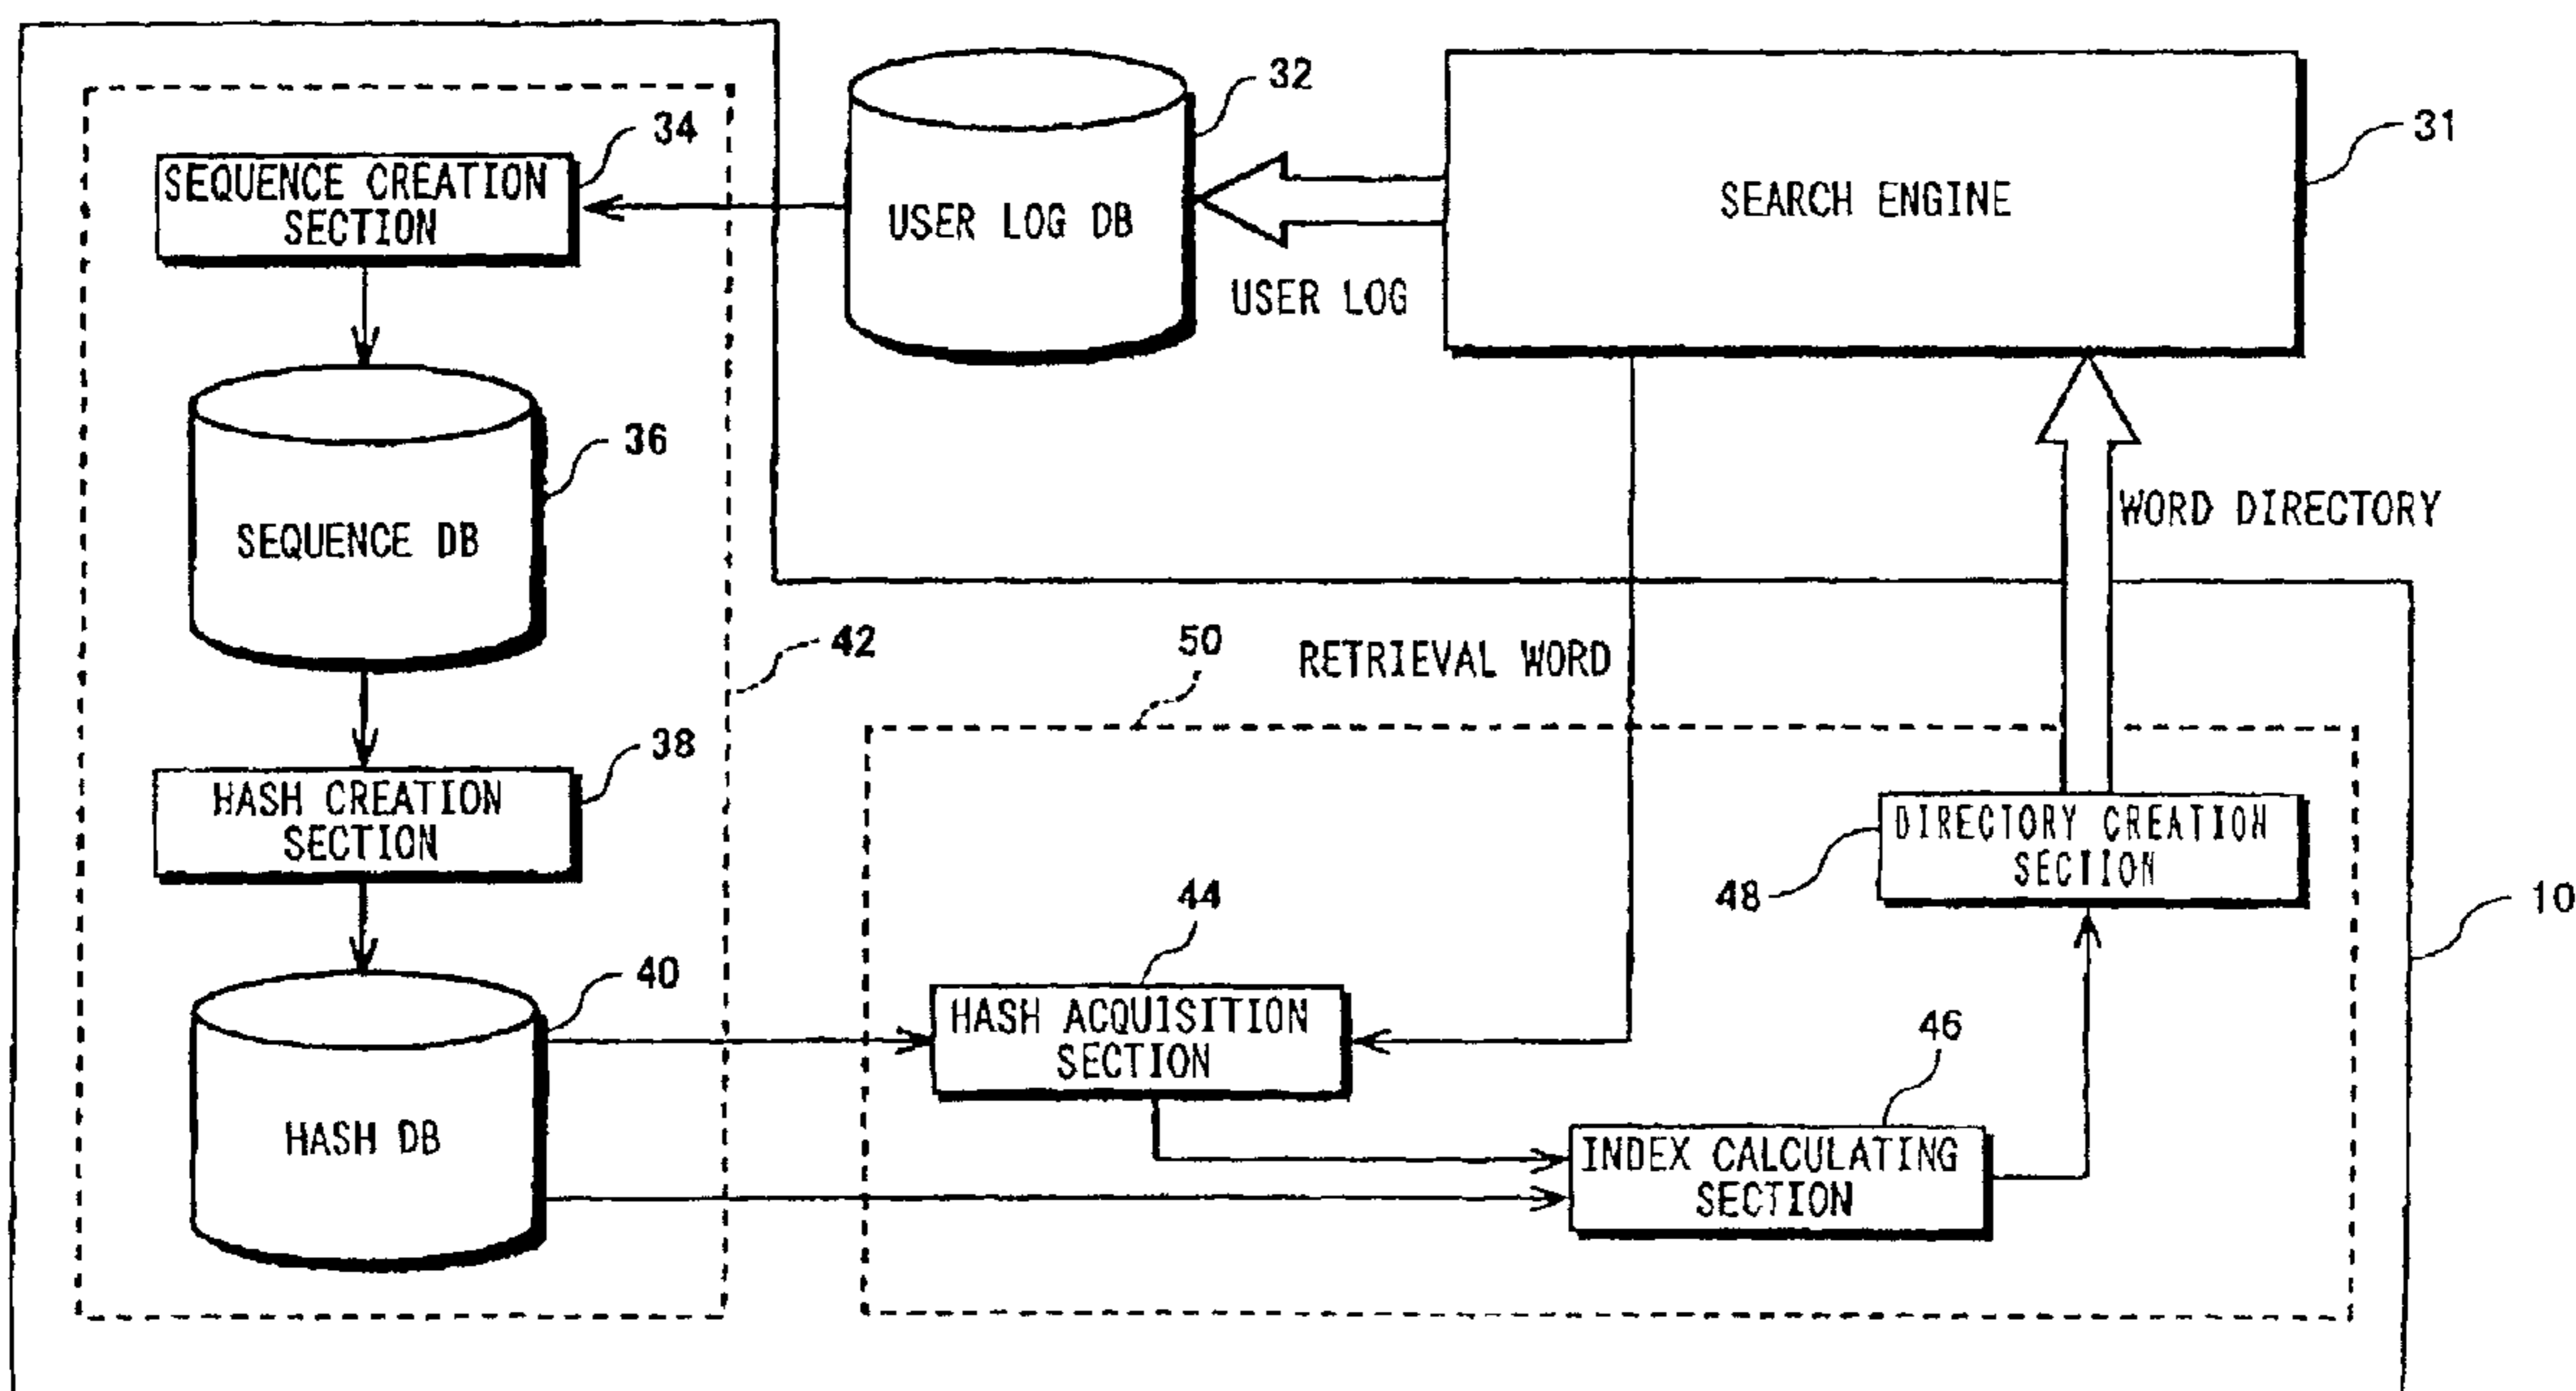 34
SEQUENCE CREATION
SECTION
32
USER LOG DB
USER LOG
31
SEARCH ENGINE
36
SEQUENCE DB
WORD DIRECTORY
42
50
RETRIEVAL WORD
38
HASH CREATION
SECTION
48
DIRECTORY CREATION
SECTION
10
40
HASH DB
44
HASH ACQUISITION
SECTION
46
INDEX CALCULATING
SECTION